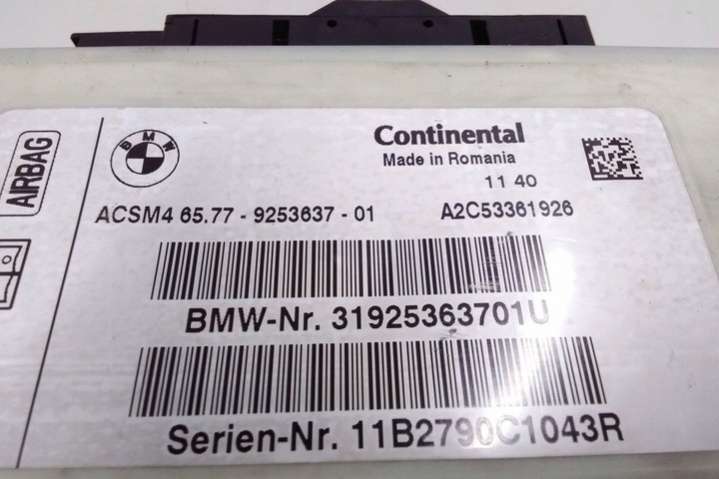 AIRBAG
BMW
Continental
Made in Romania
11 40
ACSM4 65.77 - 9253637 - 01 A2C53361926
BMW-Nr. 31925363701U
Serien-Nr. 11B2790C1043R